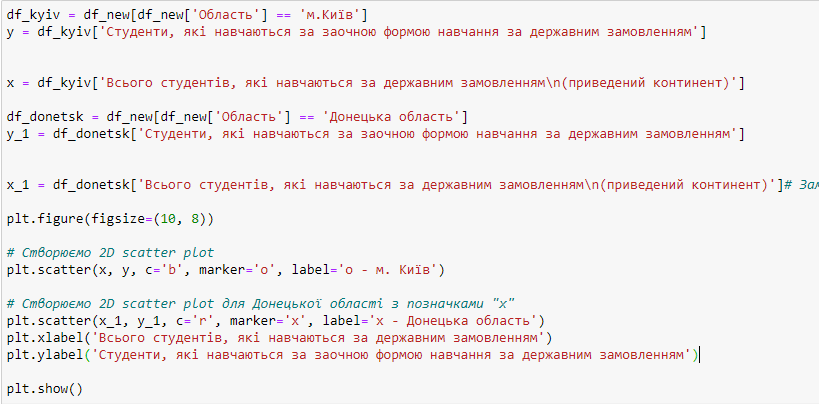 df_kyiv = df_new[df_new['Область'] == 'м.Київ']
y = df_kyiv['Студенти, які навчаються за заочною формою навчання за державним замовленням']
x = df_kyiv['Всього студентів, які навчаються за державним замовленням\n(приведений континент)']
df_donetsk = df_new[df_new['Область'] == 'Донецька область']
y_1 = df_donetsk['Студенти, які навчаються за заочною формою навчання за державним замовленням']
x_1 = df_donetsk['Всього студентів, які навчаються за державним замовленням\n(приведений континент)']# Зам
plt.figure(figsize=(10, 8))
# Створюємо 2D scatter plot
plt.scatter(x, y, c='b', marker='o', label='o - м. Київ')
# Створюємо 2D scatter plot для Донецької області з позначками "x"
plt.scatter(x_1, y_1, c='r', marker='x', label='x - Донецька область')
plt.xlabel('Всього студентів, які навчаються за державним замовленням')
plt.ylabel('Студенти, які навчаються за заочною формою навчання за державним замовленням')
plt.show()